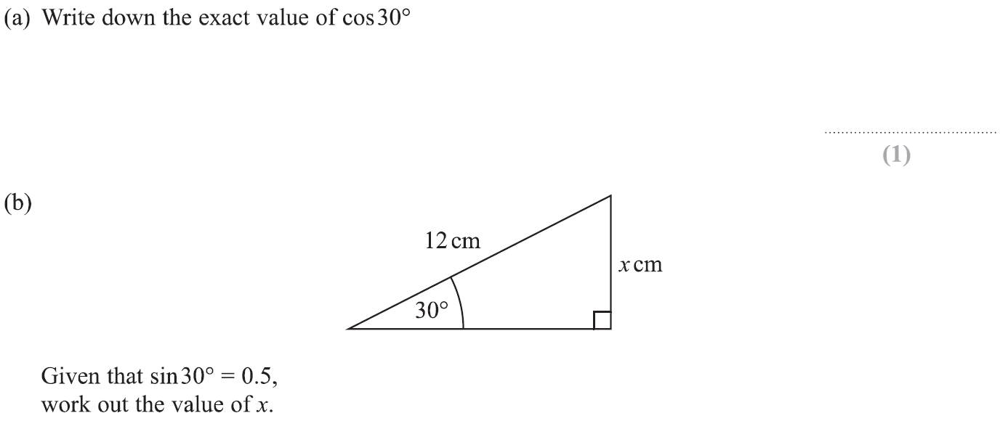 (a) Write down the exact value of cos 30°
(1)
(b)
12 cm
x cm
30°
Given that sin 30° = 0.5,
work out the value of x.